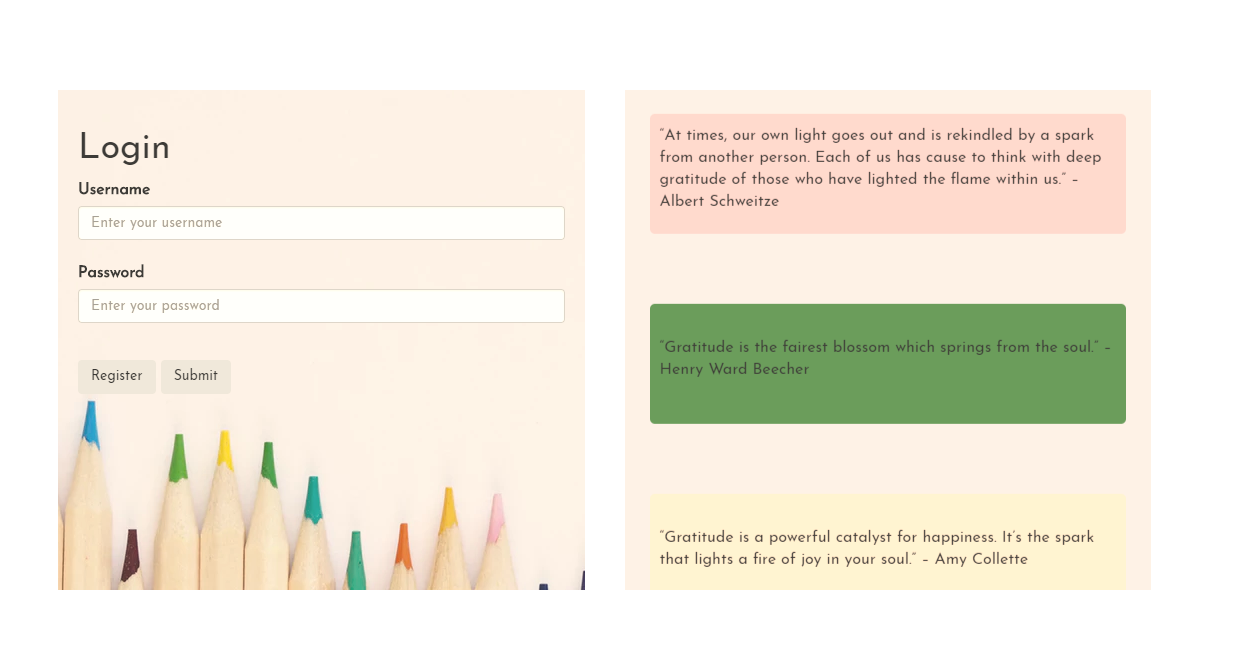 Login
Username
Enter your username
Password
Enter your password
Register Submit
“At times, our own light goes out and is rekindled by a spark
from another person. Each of us has cause to think with deep
gratitude of those who have lighted the flame within us.” –
Albert Schweitze
“Gratitude is the fairest blossom which springs from the soul.” –
Henry Ward Beecher
“Gratitude is a powerful catalyst for happiness. It’s the spark
that lights a fire of joy in your soul.” – Amy Collette